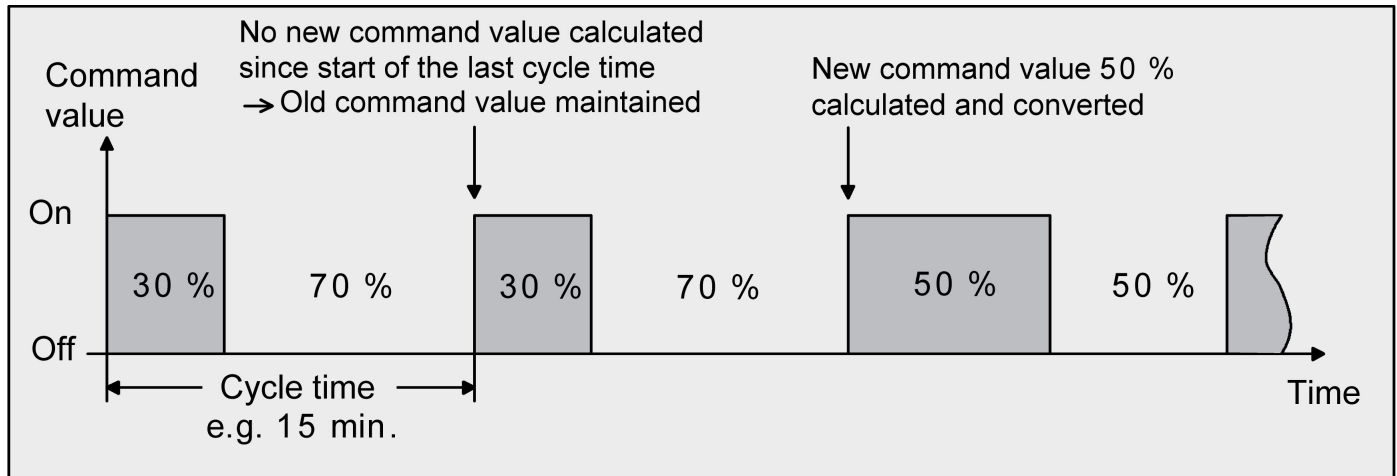 No new command value calculated
since start of the last cycle time
→ Old command value maintained
Command
value
New command value 50 %
calculated and converted
On
30 %
70 %
30 %
70 %
50 %
50 %
Off
Cycle time
e.g. 15 min.
Time